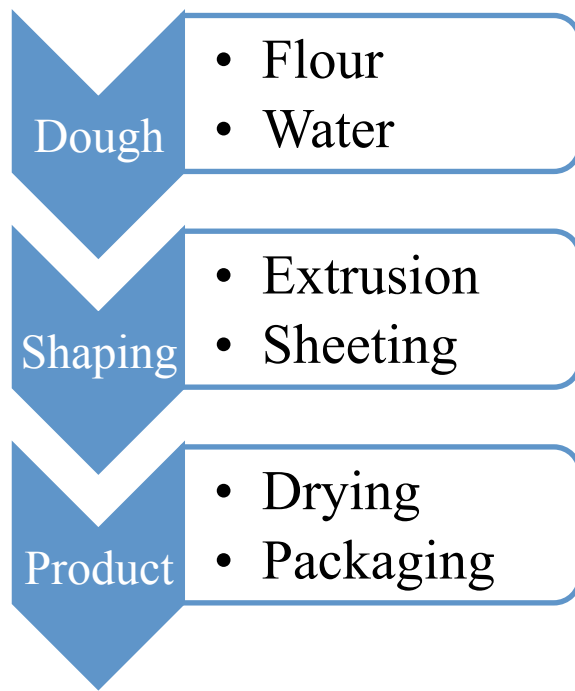 Dough
• Flour
• Water
Shaping
• Extrusion
• Sheeting
Product
• Drying
• Packaging